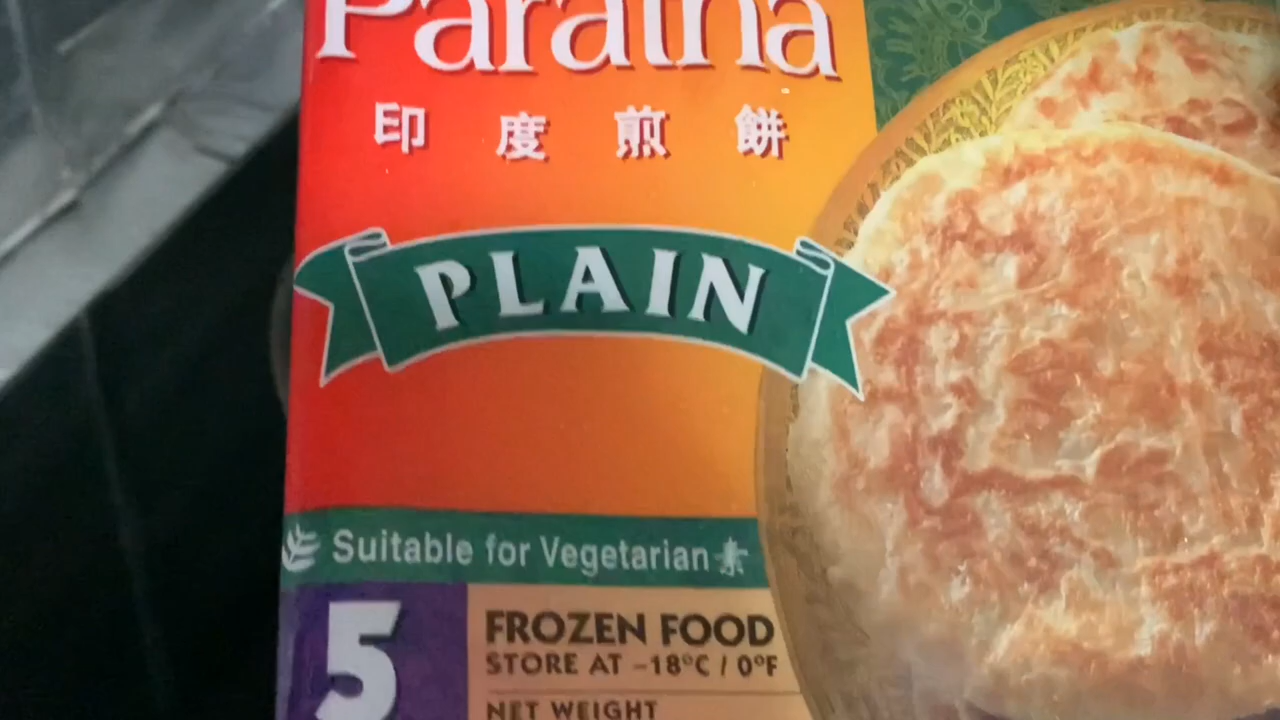 Paratha
印度煎餅
PLAIN
Suitable for Vegetarian 素
5
FROZEN FOOD
STORE AT -18°C / 0°F
NET WEIGHT